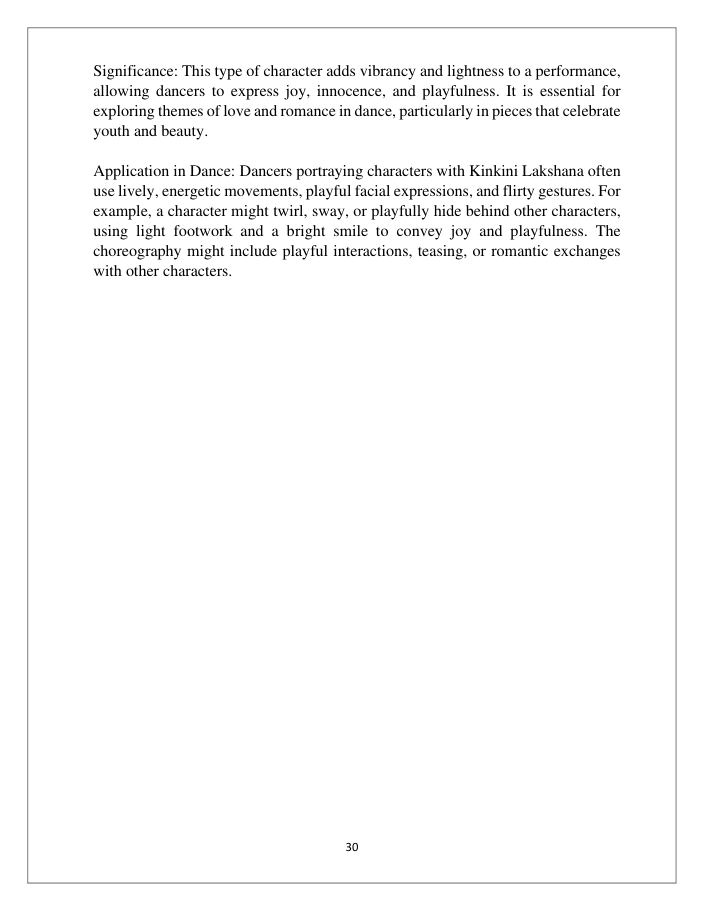 Significance: This type of character adds vibrancy and lightness to a performance,
allowing dancers to express joy, innocence, and playfulness. It is essential for
exploring themes of love and romance in dance, particularly in pieces that celebrate
youth and beauty.
Application in Dance: Dancers portraying characters with Kinkini Lakshana often
use lively, energetic movements, playful facial expressions, and flirty gestures. For
example, a character might twirl, sway, or playfully hide behind other characters,
using light footwork and a bright smile to convey joy and playfulness. The
choreography might include playful interactions, teasing, or romantic exchanges
with other characters.
30